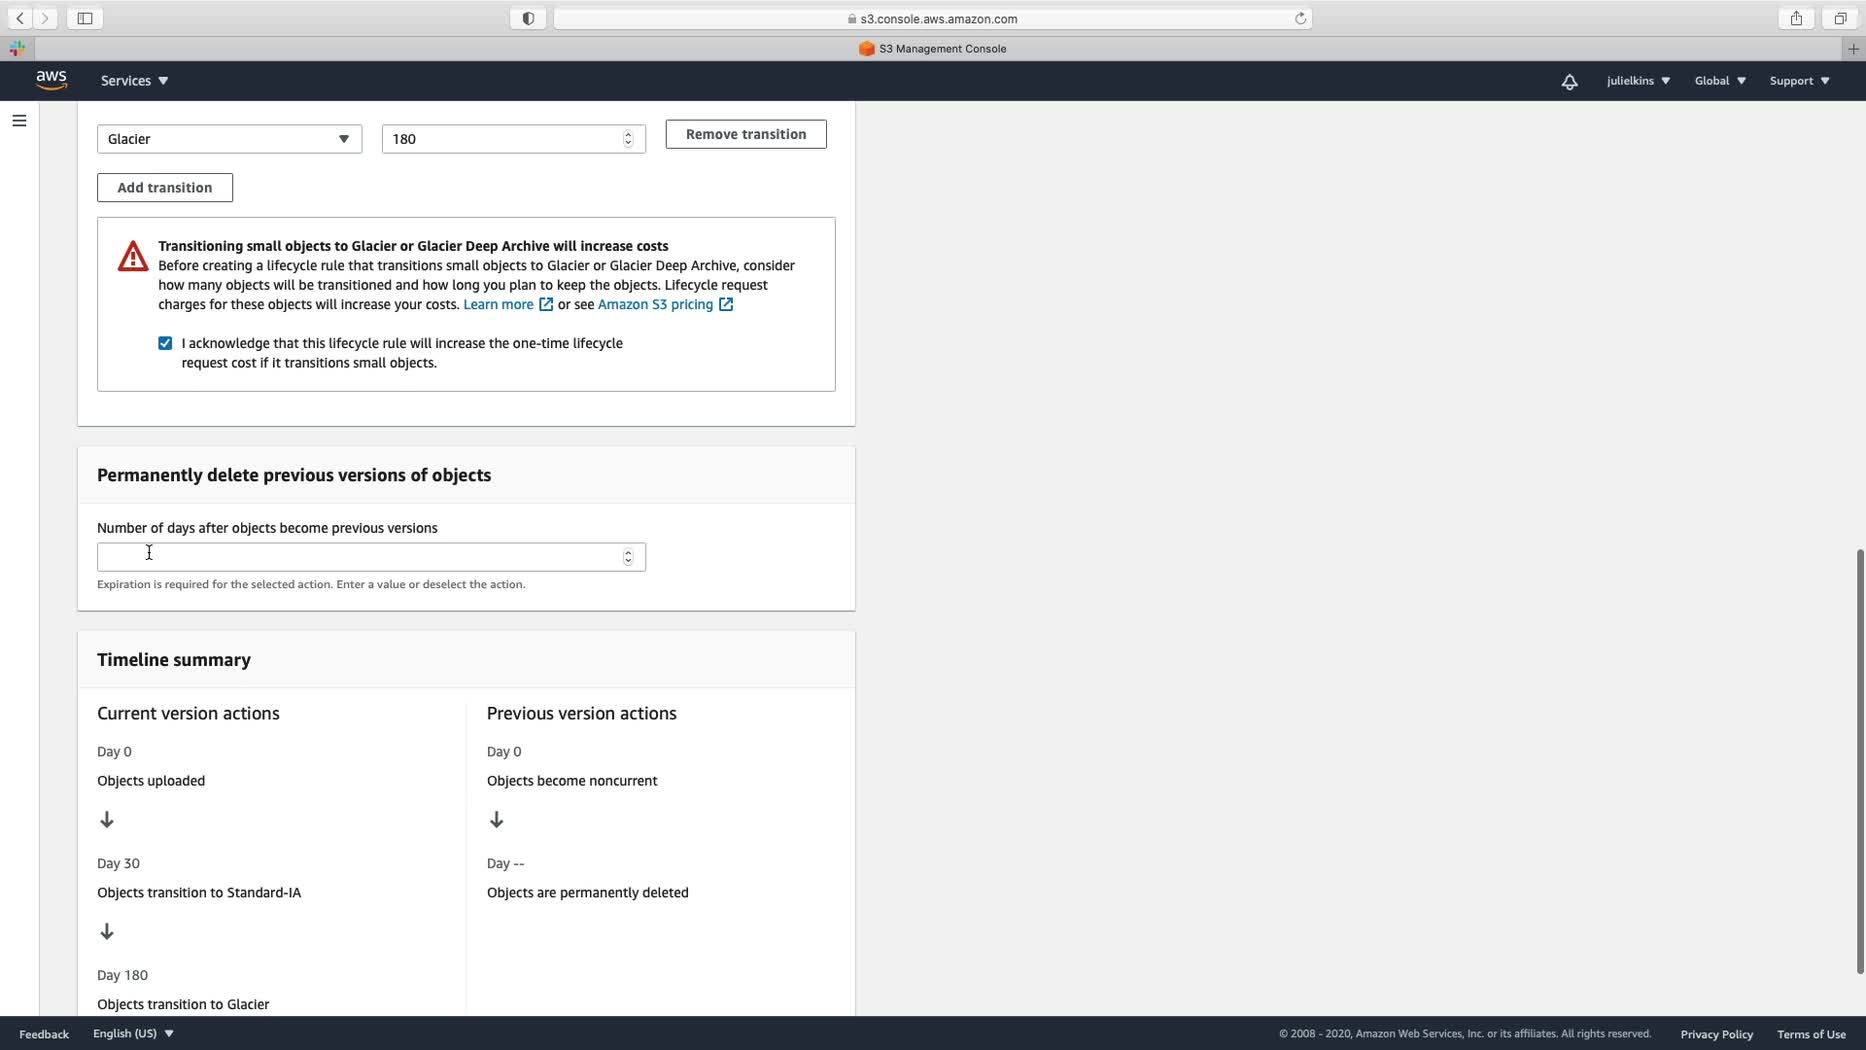 s3.console.aws.amazon.com
S3 Management Console
aws
Services
julielkins
Global
Support
Glacier
180
Remove transition
Add transition
Transitioning small objects to Glacier or Glacier Deep Archive will increase costs
Before creating a lifecycle rule that transitions small objects to Glacier or Glacier Deep Archive, consider
how many objects will be transitioned and how long you plan to keep the objects. Lifecycle request
charges for these objects will increase your costs. Learn more or see Amazon S3 pricing
I acknowledge that this lifecycle rule will increase the one-time lifecycle
request cost if it transitions small objects.
Permanently delete previous versions of objects
Number of days after objects become previous versions
Expiration is required for the selected action. Enter a value or deselect the action.
Timeline summary
Current version actions
Day 0
Objects uploaded
Day 30
Objects transition to Standard-IA
Day 180
Objects transition to Glacier
Previous version actions
Day 0
Objects become noncurrent
Day --
Objects are permanently deleted
Feedback
English (US)
© 2008 - 2020, Amazon Web Services, Inc. or its affiliates. All rights reserved.
Privacy Policy
Terms of Use